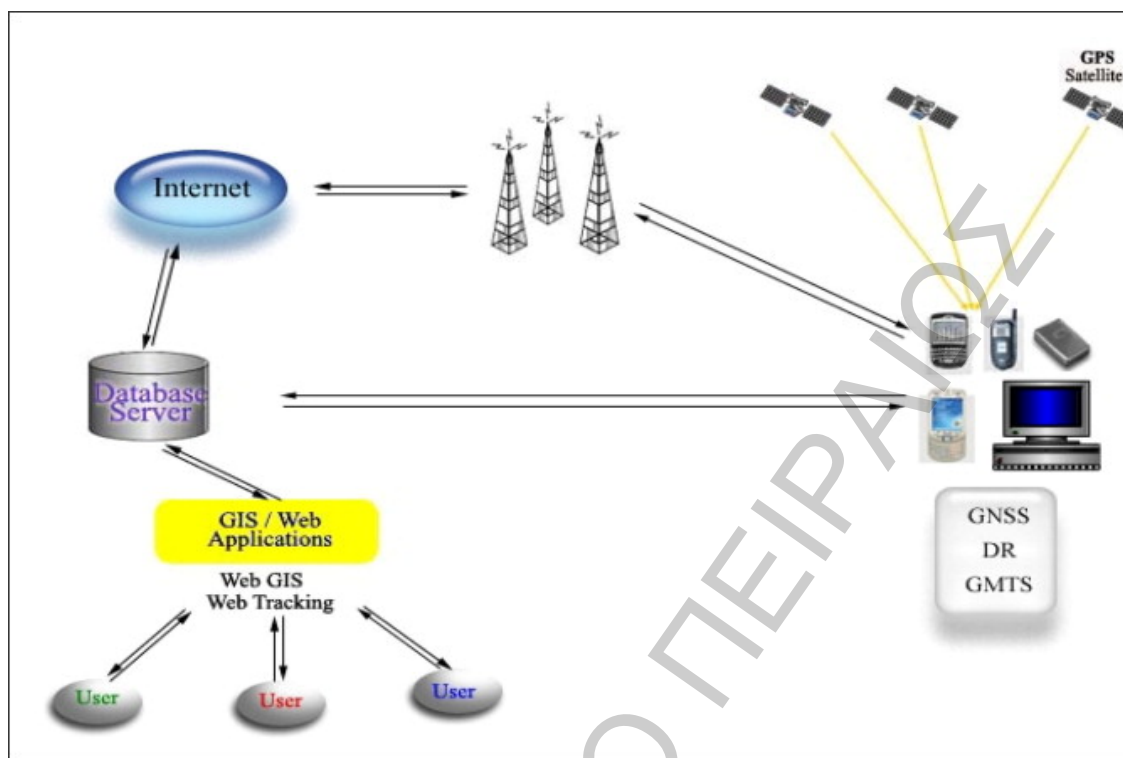 GPS
Satellite
Internet
Database
Server
GIS / Web
Applications
Web GIS
Web Tracking
GNSS
DR
GMTS
User
User
User
Ο ΠΕΙΡΑΙΩΣ